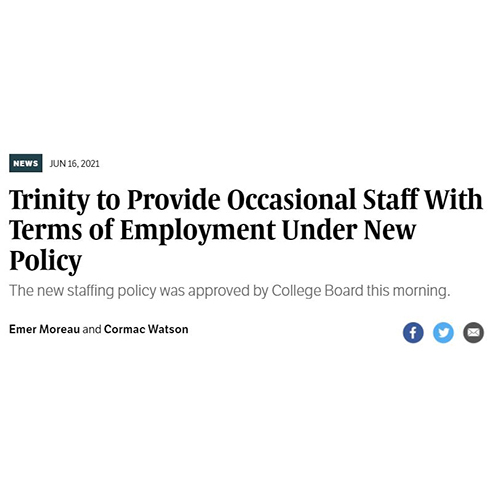 NEWS JUN 16, 2021
Trinity to Provide Occasional Staff With
Terms of Employment Under New
Policy
The new staffing policy was approved by College Board this morning.
Emer Moreau and Cormac Watson